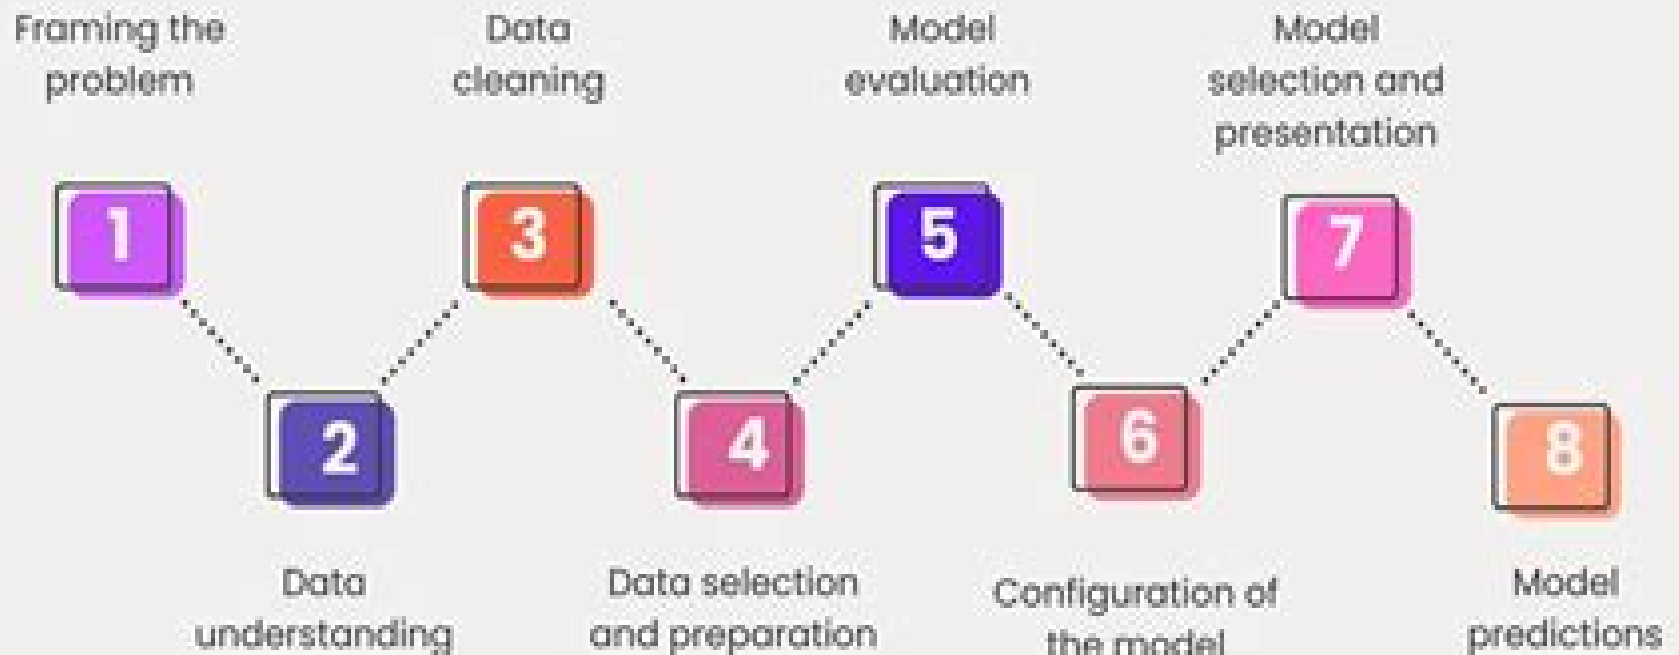 Framing the
problem
1
Data
understanding
2
Data
cleaning
3
Data selection
and preparation
4
Model
evaluation
5
Configuration of
the model
6
Model
selection and
presentation
7
Model
predictions
8